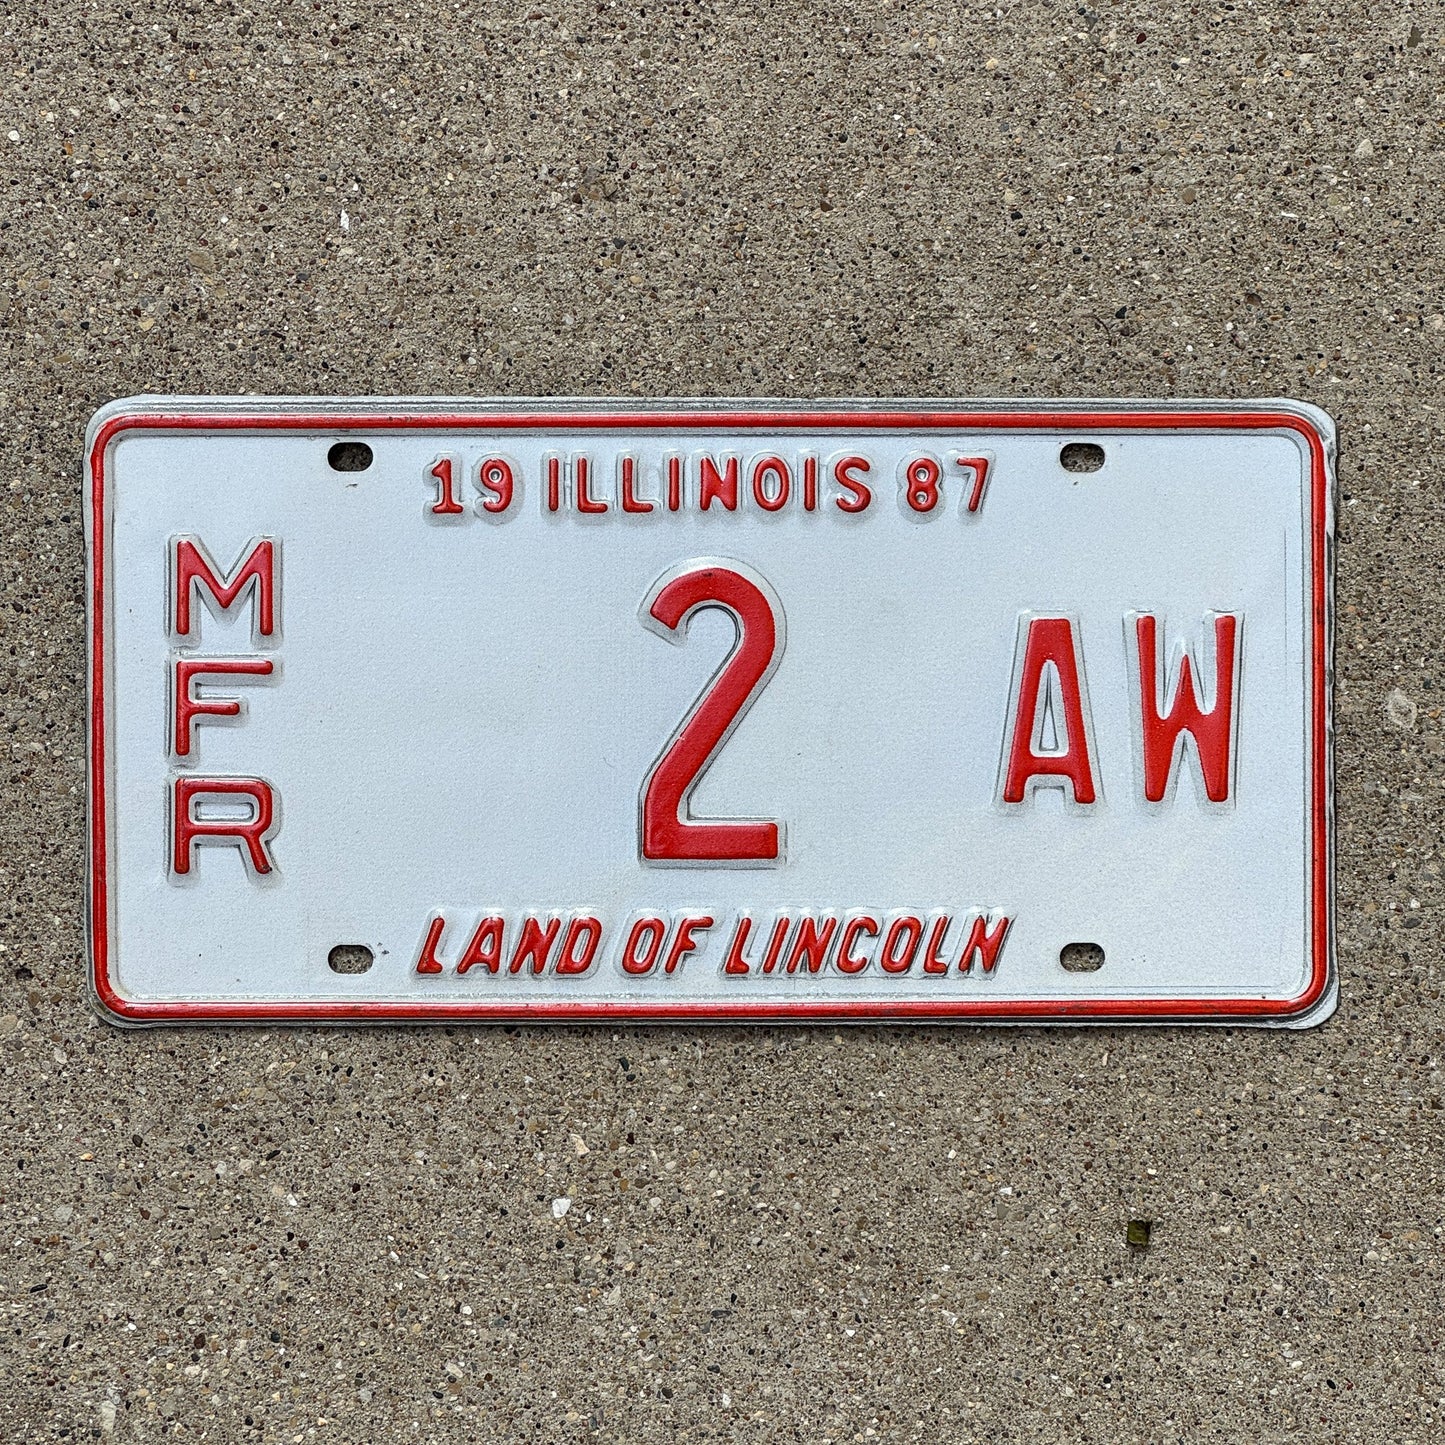 19 ILLINOIS 87
MFR
2 AW
LAND OF LINCOLN